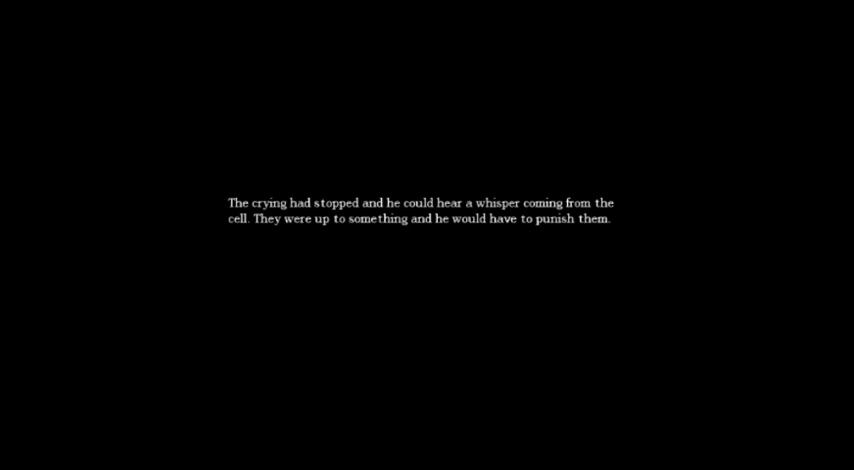 The crying had stopped and he could hear a whisper coming from the
cell. They were up to something and he would have to punish them.